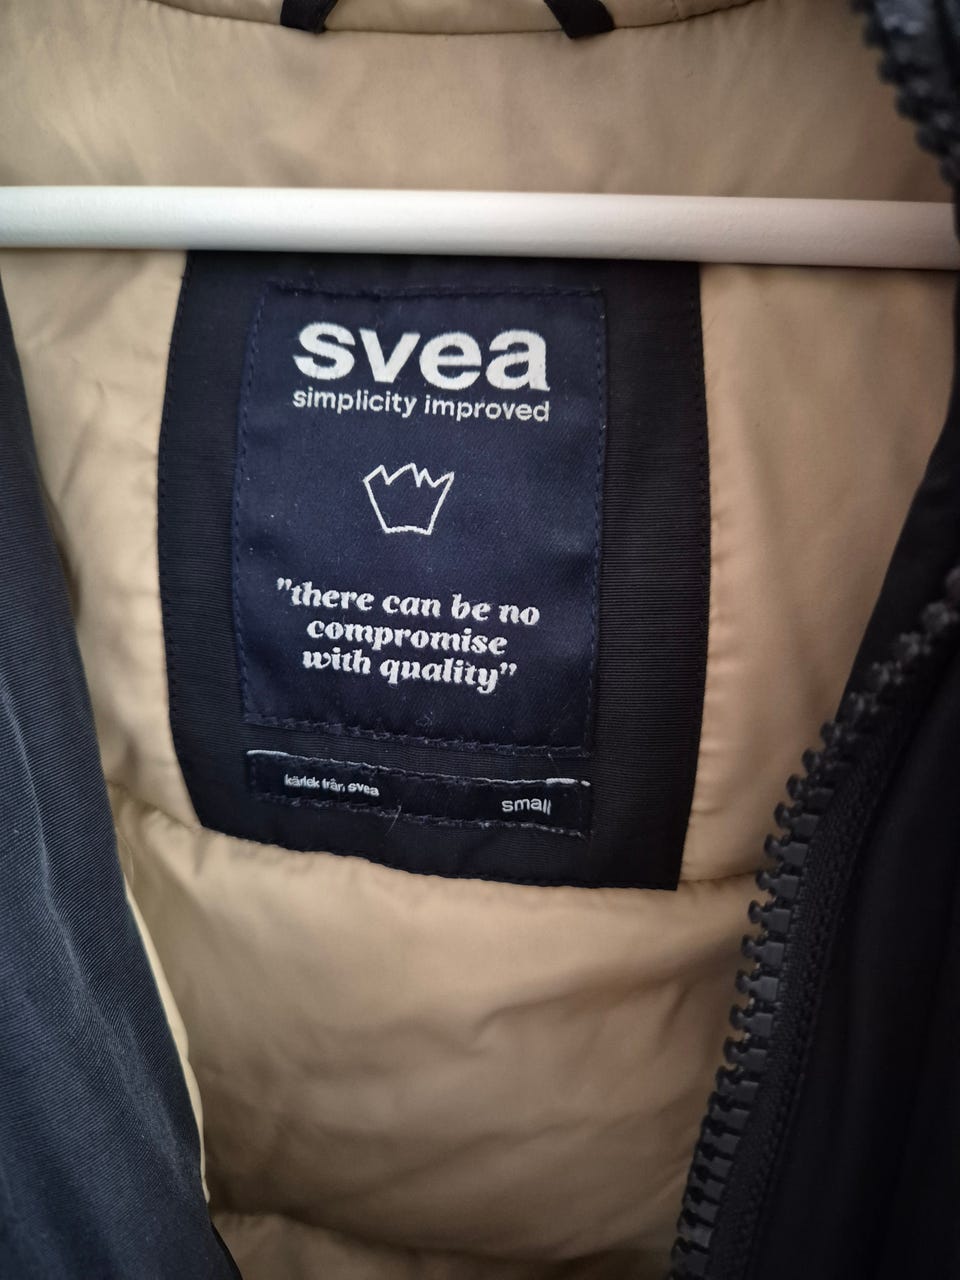 svea
simplicity improved
"there can be no
compromise
with quality"
kärlek från svea
small